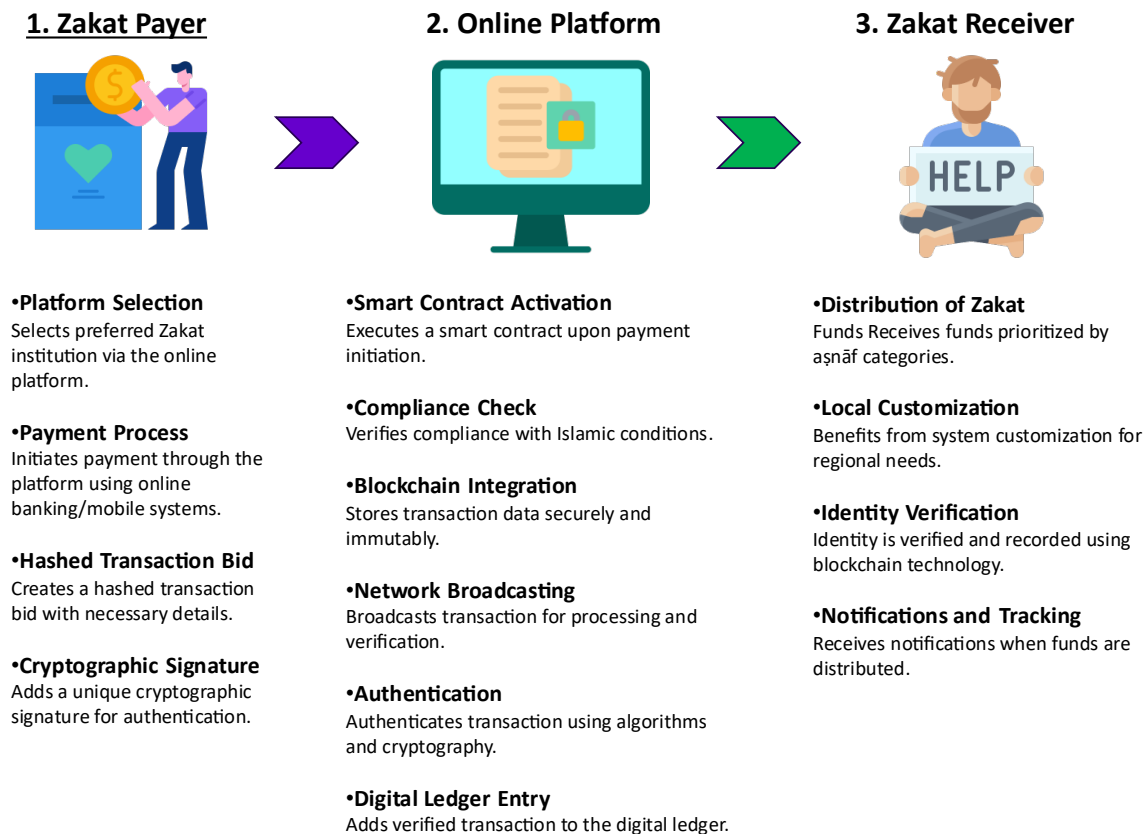 1. Zakat Payer
•Platform Selection
Selects preferred Zakat
institution via the online
platform.
•Payment Process
Initiates payment through the
platform using online
banking/mobile systems.
•Hashed Transaction Bid
Creates a hashed transaction
bid with necessary details.
•Cryptographic Signature
Adds a unique cryptographic
signature for authentication.
2. Online Platform
•Smart Contract Activation
Executes a smart contract upon payment
initiation.
•Compliance Check
Verifies compliance with Islamic conditions.
•Blockchain Integration
Stores transaction data securely and
immutably.
•Network Broadcasting
Broadcasts transaction for processing and
verification.
•Authentication
Authenticates transaction using algorithms
and cryptography.
•Digital Ledger Entry
Adds verified transaction to the digital ledger.
3. Zakat Receiver
HELP
•Distribution of Zakat
Funds Receives funds prioritized by
aṣnāf categories.
•Local Customization
Benefits from system customization for
regional needs.
•Identity Verification
Identity is verified and recorded using
blockchain technology.
•Notifications and Tracking
Receives notifications when funds are
distributed.